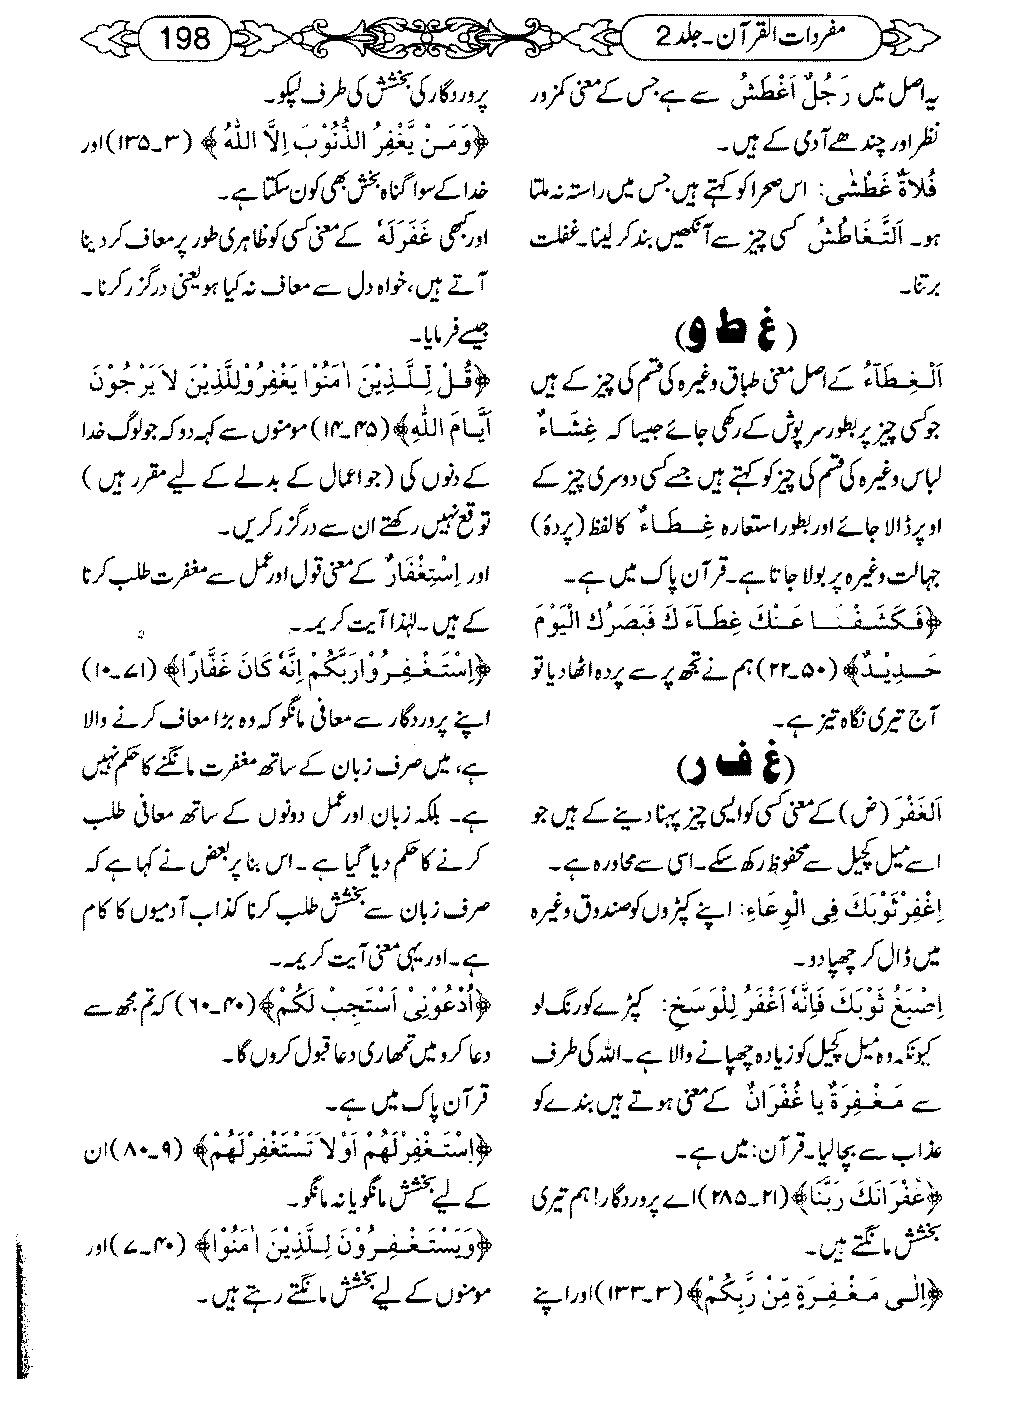 مفردات القرآن۔جلد 2
198
یہ اصل میں رَجُلٌ اَغْطَشُ سے ہے جس کے معنی کمزور
نظر اور چندھے آدمی کے ہیں۔
فُلَاۃٌ غَطْشٰی: اس صحرا کو کہتے ہیں جس میں راستہ نہ ملتا
ہو۔ اَلتَّغَاطُشُ کسی چیز سے آنکھیں بند کر لینا۔ غفلت
برتنا۔
(غ ط و)
اَلْغِطَآءُ کے اصل معنی طباق وغیرہ کی قسم کی چیز کے ہیں
جو کسی چیز پر بطور سرپوش کے رکھی جائے جیسا کہ غِشَاءٌ
لباس وغیرہ کی قسم کی چیز کو کہتے ہیں جسے کسی دوسری چیز کے
اوپر ڈالا جائے اور بطور استعارہ غِطَاءٌ کا لفظ (پردہ)
جہالت وغیرہ پر بولا جاتا ہے۔ قرآن پاک میں ہے۔
﴿فَکَشَفْنَا عَنْکَ غِطَآءَ کَ فَبَصَرُکَ الْیَوْمَ
حَدِیْدٌ﴾ (۵۰۔۲۲) ہم نے تجھ پر سے پردہ اٹھا دیا تو
آج تیری نگاہ تیز ہے۔
(غ ف ر)
اَلغَفْرَ (ض) کے معنی کسی کو ایسی چیز پہنا دینے کے ہیں جو
اسے میل کچیل سے محفوظ رکھ سکے۔ اسی سے محاورہ ہے۔
اِغْفِرْ ثَوْبَکَ فِی الْوِعَاءِ: اپنے کپڑوں کو صندوق وغیرہ
میں ڈال کر چھپا دو۔
اِصْبَغُ ثَوْبَکَ فَاِنَّہٗ اَغْفَرُ لِلْوَسَخِ: کپڑے کو رنگ لو
کیونکہ وہ میل کچیل کو زیادہ چھپانے والا ہے۔ اللہ کی طرف
سے مَغْفِرَۃٌ یا غُفْرَانٌ کے معنی ہوتے ہیں بندے کو
عذاب سے بچا لیا۔ قرآن: میں ہے۔
﴿غُفْرَانَکَ رَبَّنَا﴾ (۲۱۔۲۸۵) اے پروردگار! ہم تیری
بخشش مانگتے ہیں۔
﴿اِلٰی مَغْفِرَۃٍ مِّنْ رَّبِّکُمْ﴾ (۳۔۱۳۳) اور اپنے
پروردگار کی بخشش کی طرف لپکو۔
﴿وَمَنْ یَّغْفِرُ الذُّنُوْبَ اِلَّا اللّٰہُ﴾ (۳۔۱۳۵) اور
خدا کے سوا گناہ بخش بھی کون سکتا ہے۔
اور کبھی غَفَرَلَہٗ کے معنی کسی کو ظاہری طور پر معاف کر دینا
آتے ہیں، خواہ دل سے معاف نہ کیا ہو یعنی درگزر کرنا۔
جیسے فرمایا۔
﴿قُلْ لِلَّذِیْنَ اٰمَنُوْا یَغْفِرُوْلِلَّذِیْنَ لَا یَرْجُوْنَ
اَیَّامَ اللّٰہِ﴾ (۴۵۔۱۴) مومنوں سے کہہ دو کہ جو لوگ خدا
کے دنوں کی (جو اعمال کے بدلے کے لیے مقرر ہیں)
توقع نہیں رکھتے ان سے درگزر کریں۔
اور اِسْتِغْفَارٌ کے معنی قول اور عمل سے مغفرت طلب کرنا
کے ہیں۔ لہٰذا آیت کریمہ۔
﴿اِسْتَغْفِرُوْا رَبَّکُمْ اِنَّہٗ کَانَ غَفَّارًا﴾ (۷۱۔۱۰)
اپنے پروردگار سے معافی مانگو کہ وہ بڑا معاف کرنے والا
ہے، میں صرف زبان کے ساتھ مغفرت مانگنے کا حکم نہیں
ہے۔ بلکہ زبان اور عمل دونوں کے ساتھ معافی طلب
کرنے کا حکم دیا گیا ہے۔ اس بنا پر بعض نے کہا ہے کہ
صرف زبان سے بخشش طلب کرنا کذاب آدمیوں کا کام
ہے۔ اور یہی معنی آیت کریمہ۔
﴿اُدْعُوْنِیْ اَسْتَجِبْ لَکُمْ﴾ (۴۰۔۶۰) کہ تم مجھ سے
دعا کرو میں تمھاری دعا قبول کروں گا۔
قرآن پاک میں ہے۔
﴿اِسْتَغْفِرْلَھُمْ اَوْلَا تَسْتَغْفِرْلَھُمْ﴾ (۹۔۸۰) ان
کے لیے بخشش مانگو یا نہ مانگو۔
﴿وَیَسْتَغْفِرُوْنَ لِلَّذِیْنَ اٰمَنُوْا﴾ (۴۰۔۷) اور
مومنوں کے لیے بخشش مانگتے رہتے ہیں۔